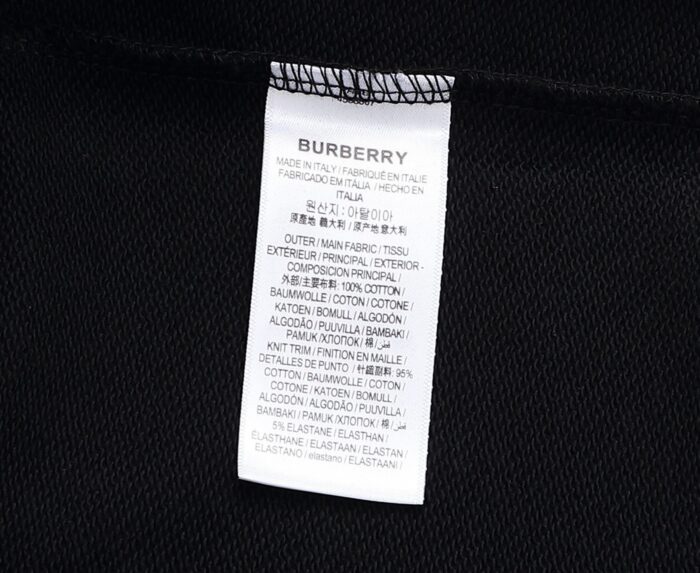 BURBERRY
MADE IN ITALY / FABRIQUÉ EN ITALIE
FABRICADO EM ITÁLIA / HECHO EN
ITALIA
원산지 : 아탈이아
原產地 義大利 / 原产地意大利
OUTER / MAIN FABRIC / TISSU
EXTÉRIEUR / PRINCIPAL / EXTERIOR -
COMPOSICION PRINCIPAL /
外部/主要布料: 100% COTTON /
BAUMWOLLE / COTON / COTONE /
KATOEN / BOMULL / ALGODÓN /
ALGODÃO / PUUVILLA / BAMBAKI /
PAMUK /ХЛОПОК/ 棉/ قطن /
KNIT TRIM / FINITION EN MAILLE /
DETALLES DE PUNTO / 针織副料: 95%
COTTON / BAUMWOLLE / COTON /
COTONE / KATOEN / BOMULL /
ALGODÓN / ALGODÃO / PUUVILLA /
BAMBAKI / PAMUK /ХЛОПОК/ 棉/ قطن /
5% ELASTANE / ELASTHAN /
ÉLASTHANE / ELASTAAN / ELASTAN /
ELASTANO / elastano / ELASTAANI /